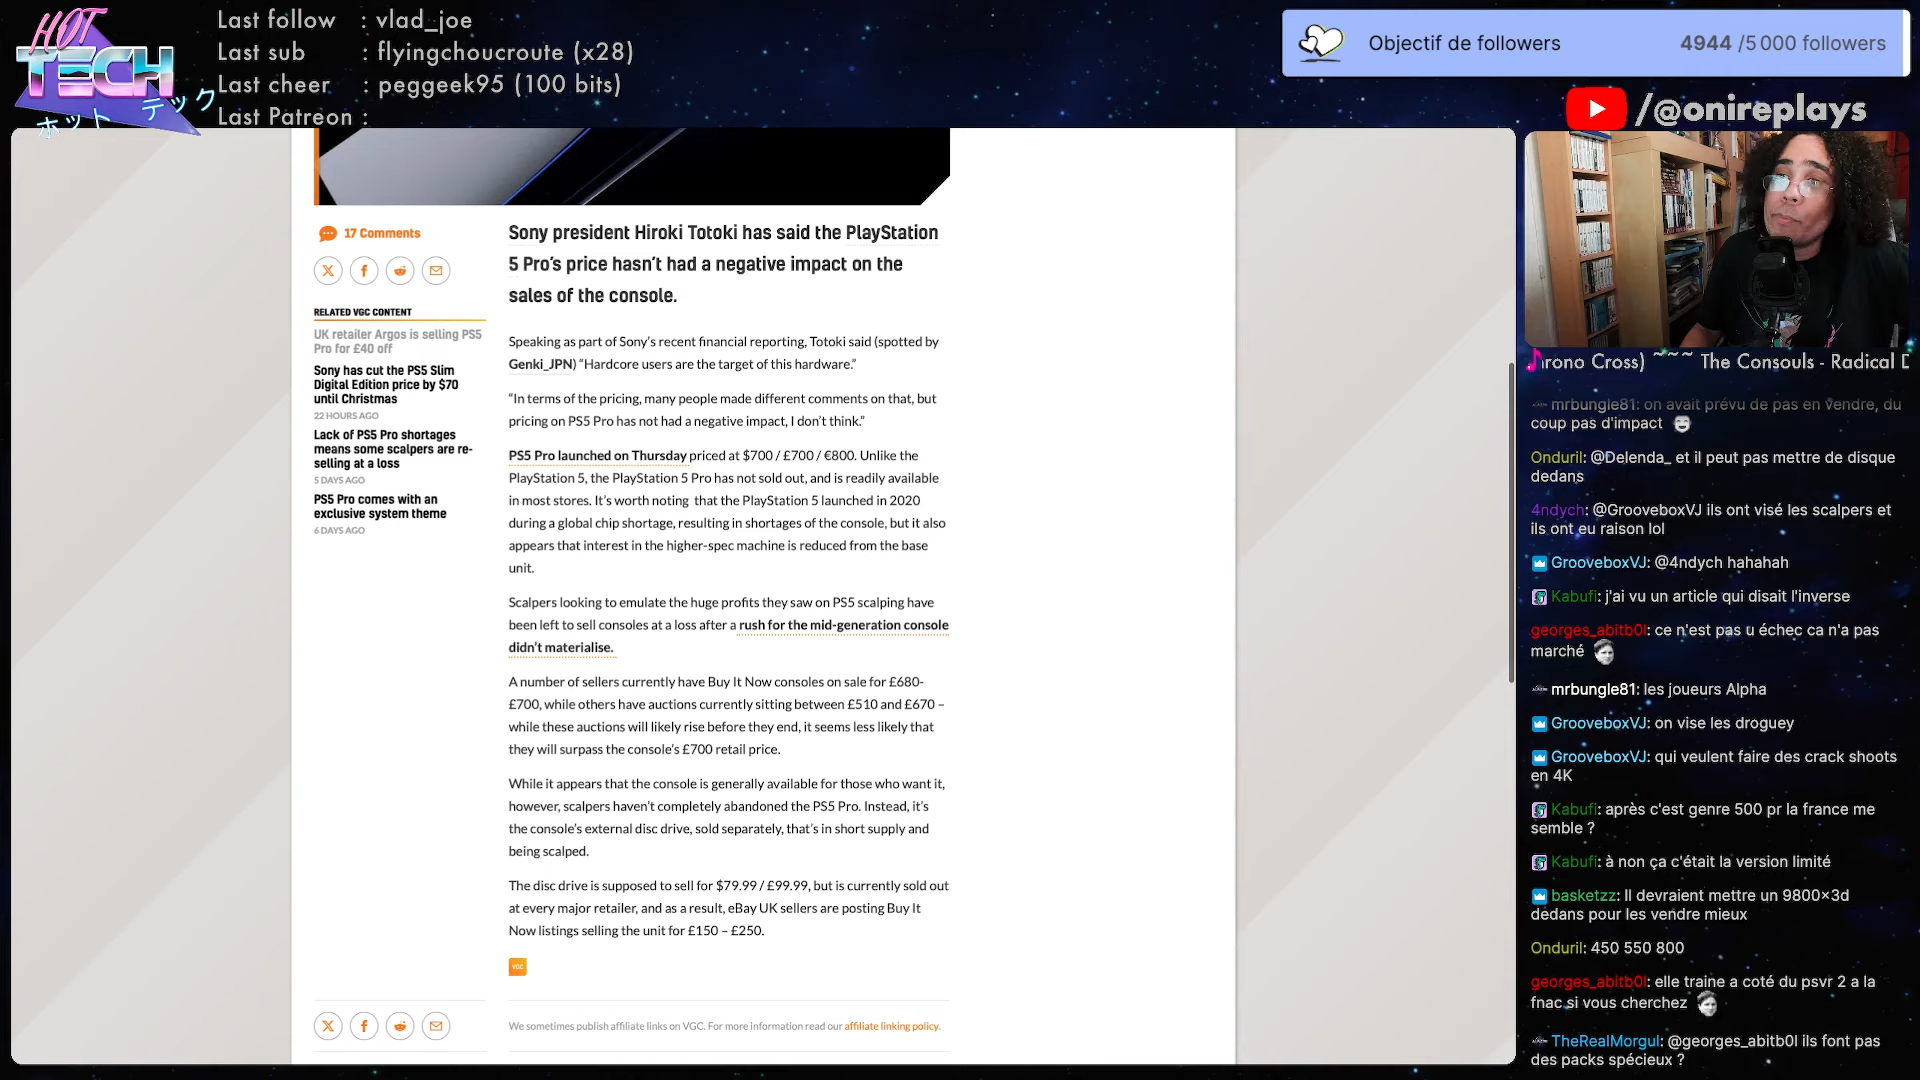 HOT
TECH
ホット テック
Last follow : vlad_joe
Last sub : flyingchoucroute (x28)
Last cheer : peggeek95 (100 bits)
Last Patreon :
Objectif de followers 4944 /5 000 followers
/@onireplays
17 Comments
RELATED VGC CONTENT
UK retailer Argos is selling PS5
Pro for £40 off
Sony has cut the PS5 Slim
Digital Edition price by $70
until Christmas
22 HOURS AGO
Lack of PS5 Pro shortages
means some scalpers are re-
selling at a loss
5 DAYS AGO
PS5 Pro comes with an
exclusive system theme
6 DAYS AGO
Sony president Hiroki Totoki has said the PlayStation
5 Pro’s price hasn’t had a negative impact on the
sales of the console.
Speaking as part of Sony’s recent financial reporting, Totoki said (spotted by
Genki_JPN) “Hardcore users are the target of this hardware.”
“In terms of the pricing, many people made different comments on that, but
pricing on PS5 Pro has not had a negative impact, I don’t think.”
PS5 Pro launched on Thursday priced at $700 / £700 / €800. Unlike the
PlayStation 5, the PlayStation 5 Pro has not sold out, and is readily available
in most stores. It’s worth noting that the PlayStation 5 launched in 2020
during a global chip shortage, resulting in shortages of the console, but it also
appears that interest in the higher-spec machine is reduced from the base
unit.
Scalpers looking to emulate the huge profits they saw on PS5 scalping have
been left to sell consoles at a loss after a rush for the mid-generation console
didn’t materialise.
A number of sellers currently have Buy It Now consoles on sale for £680-
£700, while others have auctions currently sitting between £510 and £670 –
while these auctions will likely rise before they end, it seems less likely that
they will surpass the console’s £700 retail price.
While it appears that the console is generally available for those who want it,
however, scalpers haven’t completely abandoned the PS5 Pro. Instead, it’s
the console’s external disc drive, sold separately, that’s in short supply and
being scalped.
The disc drive is supposed to sell for $79.99 / £99.99, but is currently sold out
at every major retailer, and as a result, eBay UK sellers are posting Buy It
Now listings selling the unit for £150 – £250.
VGC
We sometimes publish affiliate links on VGC. For more information read our affiliate linking policy.
hrono Cross) ~~~ The Consouls - Radical D
mrbungle81: on avait prévu de pas en vendre, du
coup pas d'impact
Onduril: @Delenda_ et il peut pas mettre de disque
dedans
4ndych: @GrooveboxVJ ils ont visé les scalpers et
ils ont eu raison lol
GrooveboxVJ: @4ndych hahahah
Kabufi: j'ai vu un article qui disait l'inverse
georges_abitb0l: ce n'est pas u échec ca n'a pas
marché
mrbungle81: les joueurs Alpha
GrooveboxVJ: on vise les droguey
GrooveboxVJ: qui veulent faire des crack shoots
en 4K
Kabufi: après c'est genre 500 pr la france me
semble ?
Kabufi: à non ça c'était la version limité
basketzz: Il devraient mettre un 9800x3d
dedans pour les vendre mieux
Onduril: 450 550 800
georges_abitb0l: elle traine a coté du psvr 2 a la
fnac si vous cherchez
TheRealMorgul: @georges_abitb0l ils font pas
des packs spécieux ?